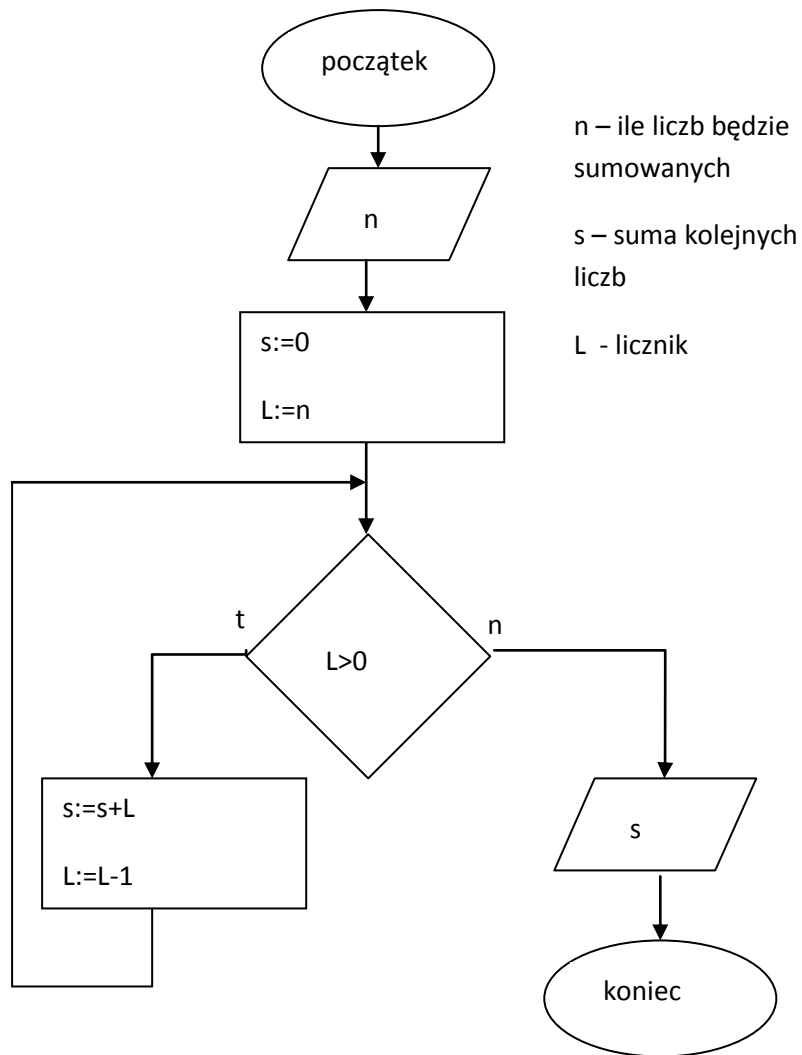 początek
n – ile liczb będzie
sumowanych
n
s – suma kolejnych
liczb
s:=0
L - licznik
L:=n
t
n
L>0
s:=s+L
s
L:=L-1
koniec